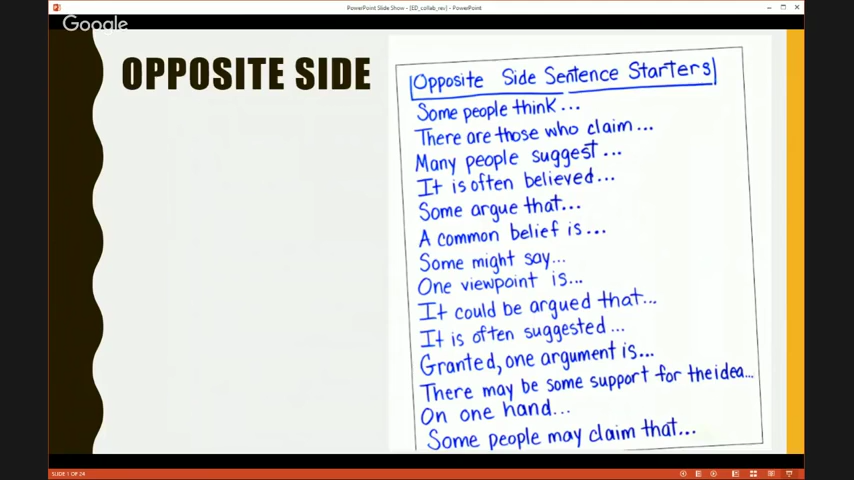 PowerPoint Slide Show - [ED_collab_rev] - PowerPoint
Google
OPPOSITE SIDE
Opposite Side Sentence Starters
Some people think...
There are those who claim...
Many people suggest...
It is often believed...
Some argue that...
A common belief is...
Some might say...
One viewpoint is...
It could be argued that...
It is often suggested...
Granted, one argument is...
There may be some support for the idea...
On one hand...
Some people may claim that...
SLIDE 1 OF 24